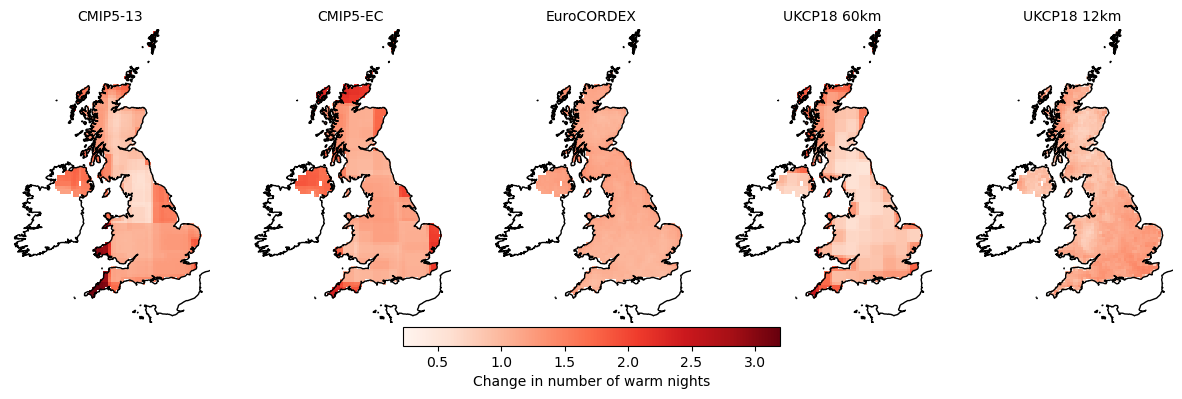 CMIP5-13 CMIP5-EC EuroCORDEX UKCP18 60km UKCP18 12km
0.5 1.0 1.5 2.0 2.5 3.0
Change in number of warm nights